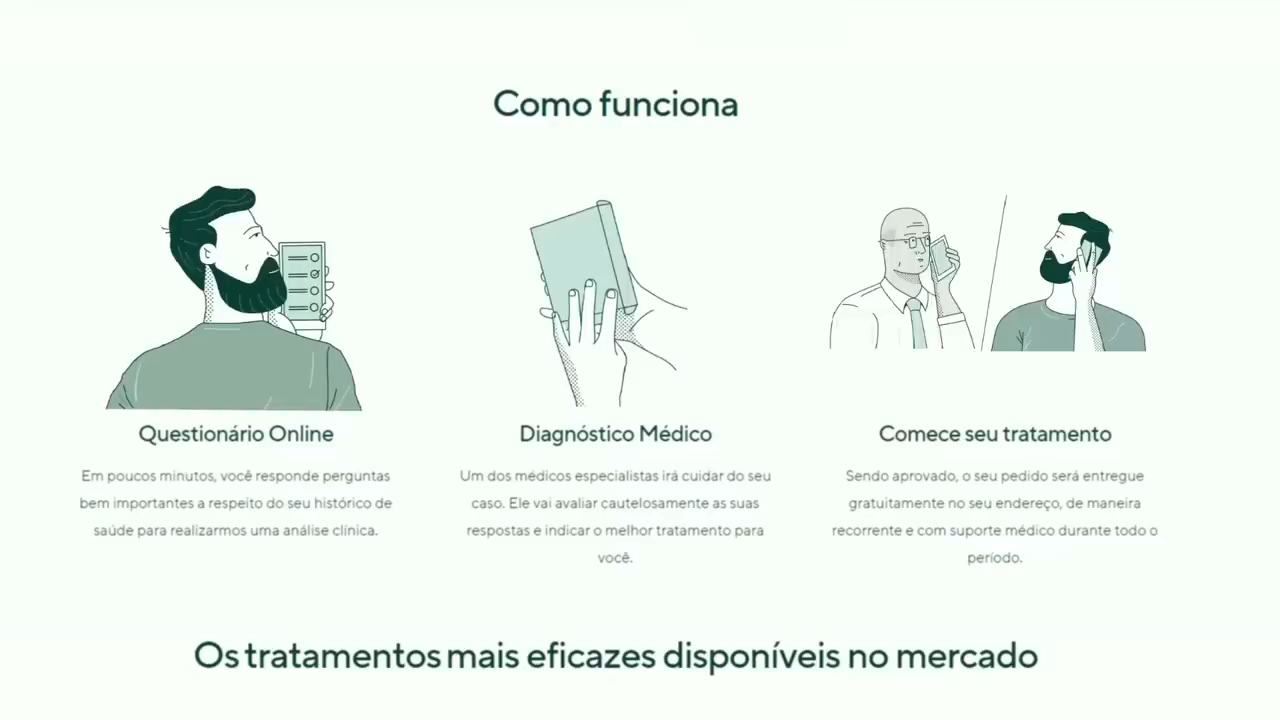 Como funciona
Questionário Online
Em poucos minutos, você responde perguntas
bem importantes a respeito do seu histórico de
saúde para realizarmos uma análise clínica.
Diagnóstico Médico
Um dos médicos especialistas irá cuidar do seu
caso. Ele vai avaliar cautelosamente as suas
respostas e indicar o melhor tratamento para
você.
Comece seu tratamento
Sendo aprovado, o seu pedido será entregue
gratuitamente no seu endereço, de maneira
recorrente e com suporte médico durante todo o
período.
Os tratamentos mais eficazes disponíveis no mercado